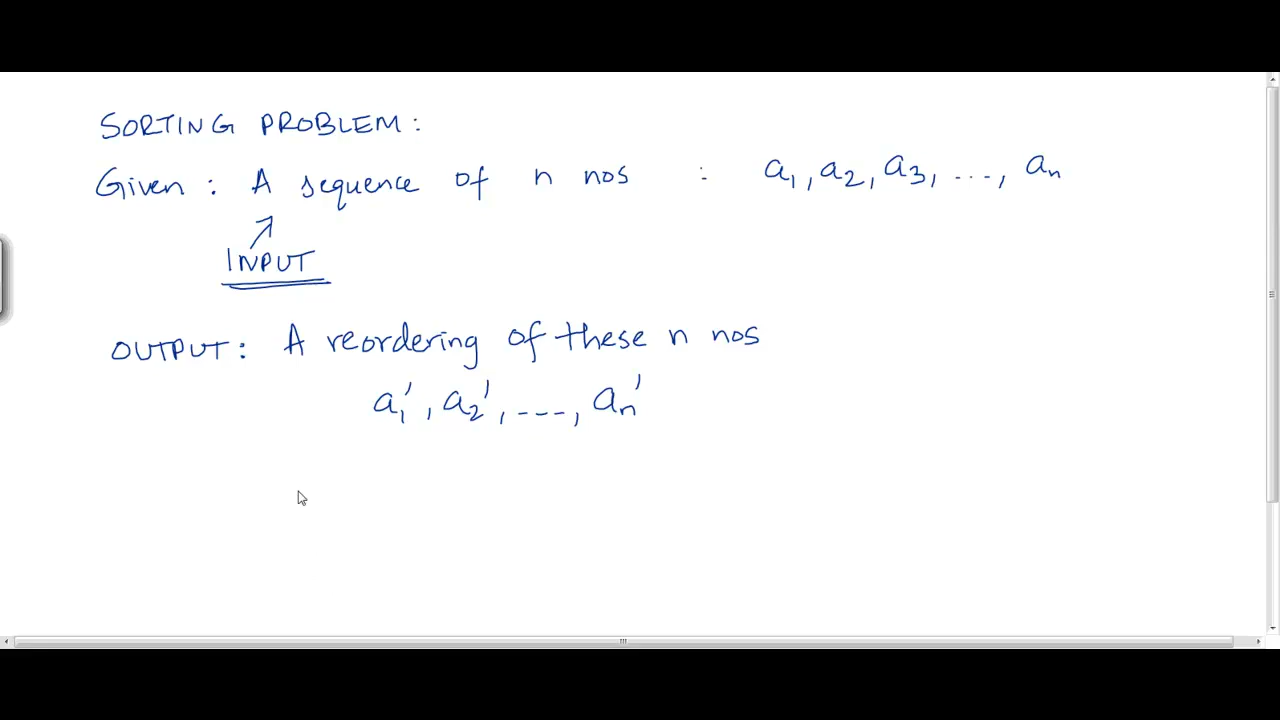 SORTING PROBLEM:
Given: A sequence of n nos : a₁, a₂, a₃, ..., aₙ
INPUT
OUTPUT: A reordering of these n nos
a₁', a₂', ---, aₙ'